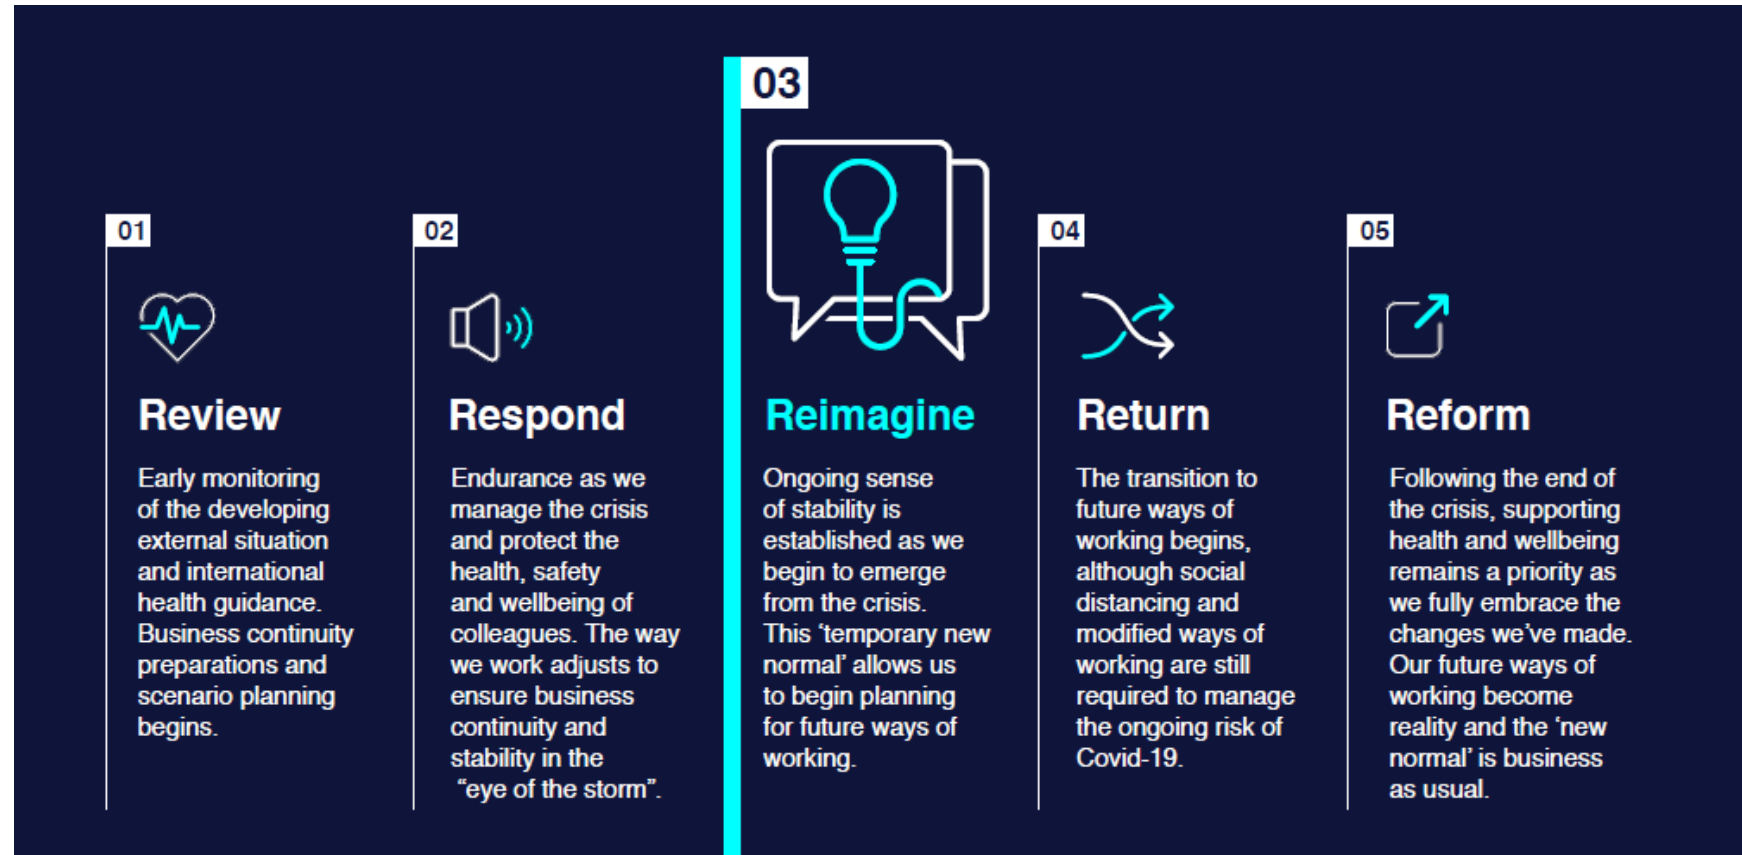 01
Review
Early monitoring
of the developing
external situation
and international
health guidance.
Business continuity
preparations and
scenario planning
begins.
02
Respond
Endurance as we
manage the crisis
and protect the
health, safety
and wellbeing of
colleagues. The way
we work adjusts to
ensure business
continuity and
stability in the
“eye of the storm”.
03
Reimagine
Ongoing sense
of stability is
established as we
begin to emerge
from the crisis.
This ‘temporary new
normal’ allows us
to begin planning
for future ways of
working.
04
Return
The transition to
future ways of
working begins,
although social
distancing and
modified ways of
working are still
required to manage
the ongoing risk of
Covid-19.
05
Reform
Following the end of
the crisis, supporting
health and wellbeing
remains a priority as
we fully embrace the
changes we’ve made.
Our future ways of
working become
reality and the ‘new
normal’ is business
as usual.